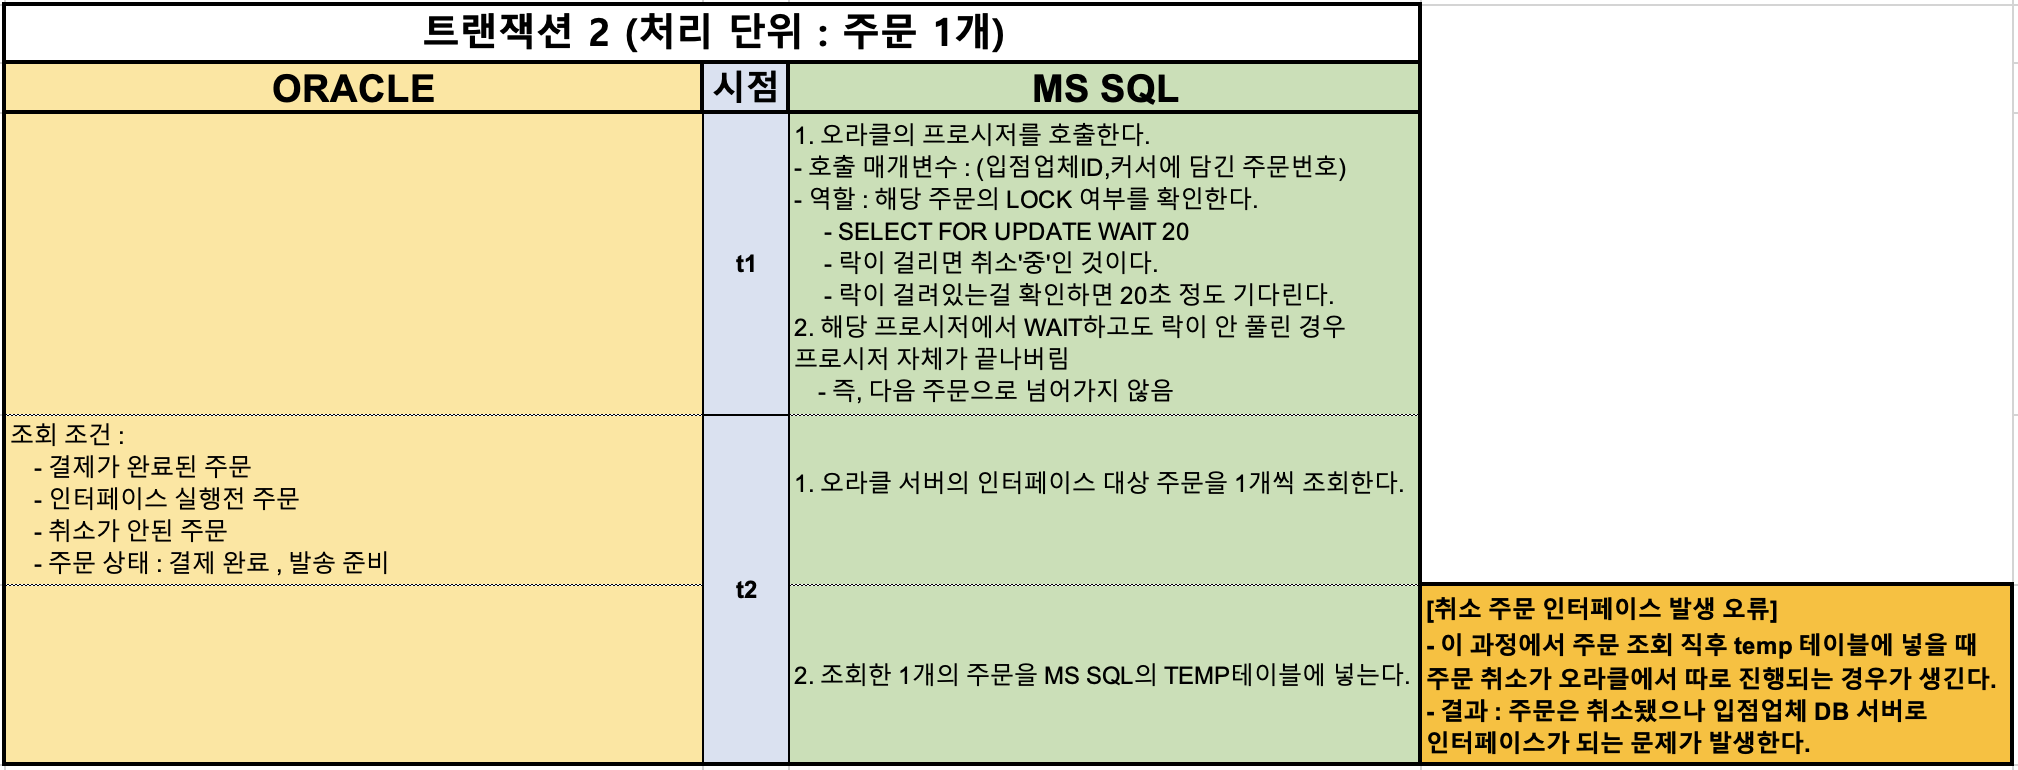 트랜잭션 2 (처리 단위 : 주문 1개)
ORACLE
시점
MS SQL
t1
1. 오라클의 프로시저를 호출한다.
- 호출 매개변수 : (입점업체ID,커서에 담긴 주문번호)
- 역할 : 해당 주문의 LOCK 여부를 확인한다.
- SELECT FOR UPDATE WAIT 20
- 락이 걸리면 취소'중'인 것이다.
- 락이 걸려있는걸 확인하면 20초 정도 기다린다.
2. 해당 프로시저에서 WAIT하고도 락이 안 풀린 경우
프로시저 자체가 끝나버림
- 즉, 다음 주문으로 넘어가지 않음
조회 조건 :
- 결제가 완료된 주문
- 인터페이스 실행전 주문
- 취소가 안된 주문
- 주문 상태 : 결제 완료 , 발송 준비
t2
1. 오라클 서버의 인터페이스 대상 주문을 1개씩 조회한다.
2. 조회한 1개의 주문을 MS SQL의 TEMP테이블에 넣는다.
[취소 주문 인터페이스 발생 오류]
- 이 과정에서 주문 조회 직후 temp 테이블에 넣을 때
주문 취소가 오라클에서 따로 진행되는 경우가 생긴다.
- 결과 : 주문은 취소됐으나 입점업체 DB 서버로
인터페이스가 되는 문제가 발생한다.